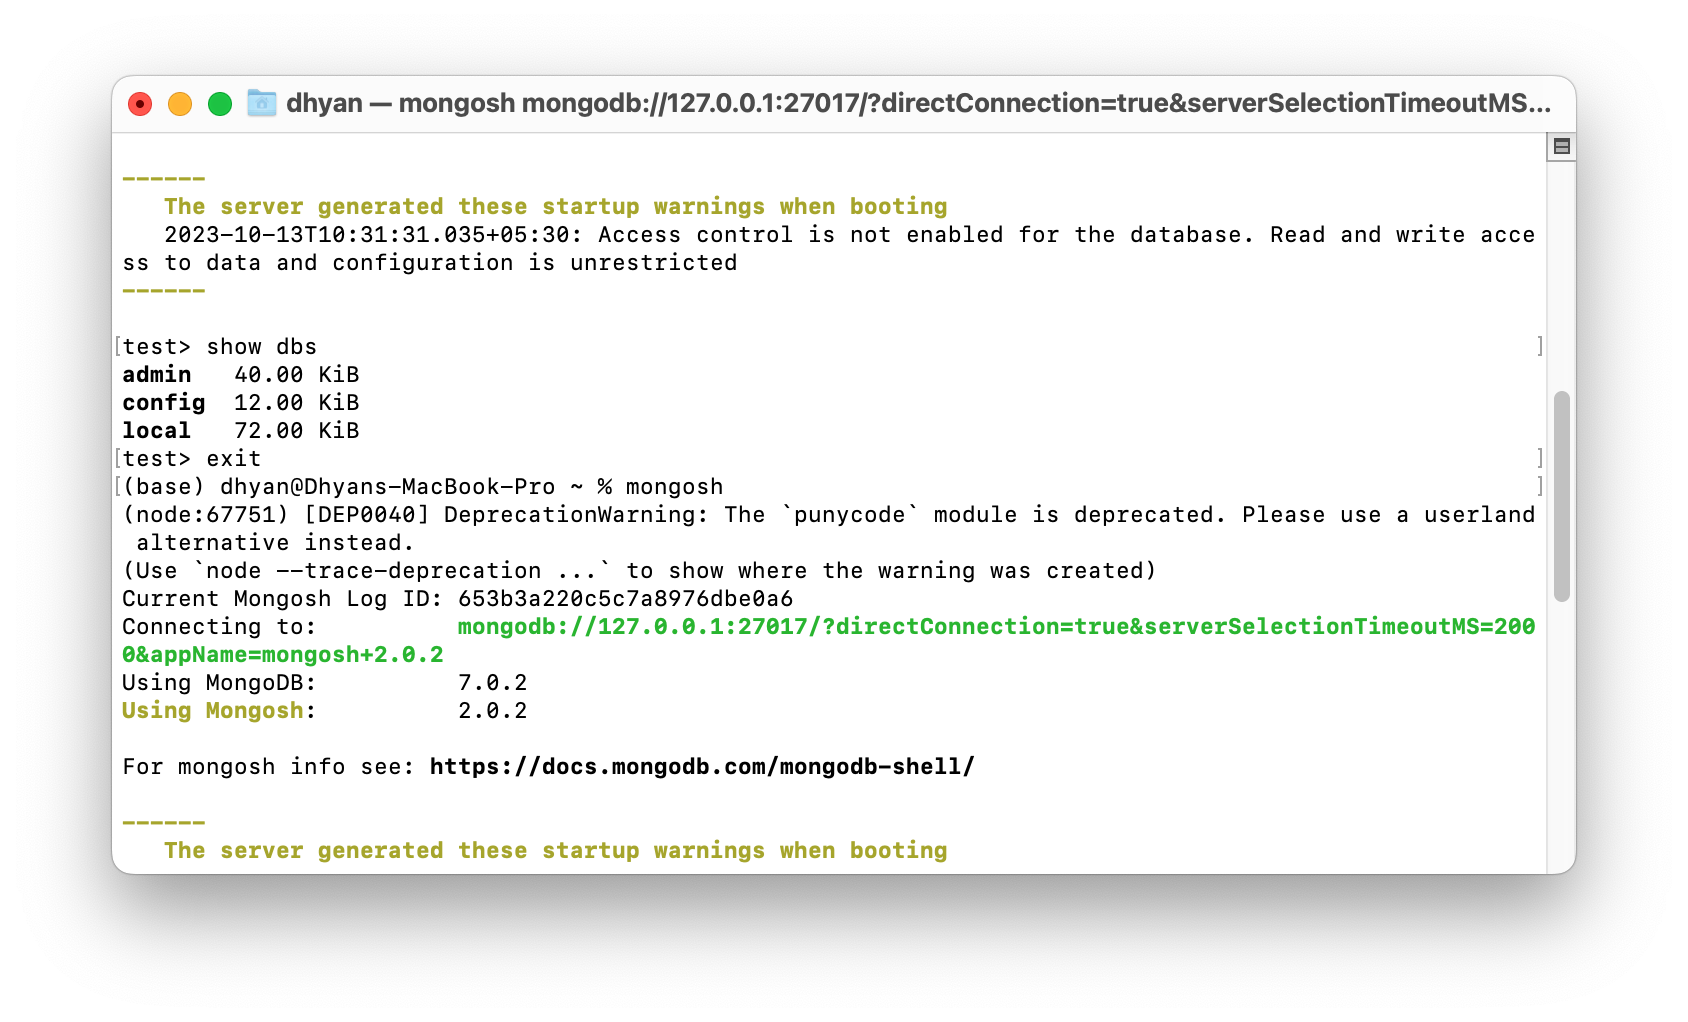 dhyan — mongosh mongodb://127.0.0.1:27017/?directConnection=true&serverSelectionTimeoutMS...
------
   The server generated these startup warnings when booting
   2023-10-13T10:31:31.035+05:30: Access control is not enabled for the database. Read and write acce
ss to data and configuration is unrestricted
------
[test> show dbs ]
admin   40.00 KiB
config  12.00 KiB
local   72.00 KiB
[test> exit ]
[(base) dhyan@Dhyans-MacBook-Pro ~ % mongosh ]
(node:67751) [DEP0040] DeprecationWarning: The `punycode` module is deprecated. Please use a userland
 alternative instead.
(Use `node --trace-deprecation ...` to show where the warning was created)
Current Mongosh Log ID: 653b3a220c5c7a8976dbe0a6
Connecting to:          mongodb://127.0.0.1:27017/?directConnection=true&serverSelectionTimeoutMS=200
0&appName=mongosh+2.0.2
Using MongoDB:          7.0.2
Using Mongosh:          2.0.2
For mongosh info see: https://docs.mongodb.com/mongodb-shell/
------
   The server generated these startup warnings when booting